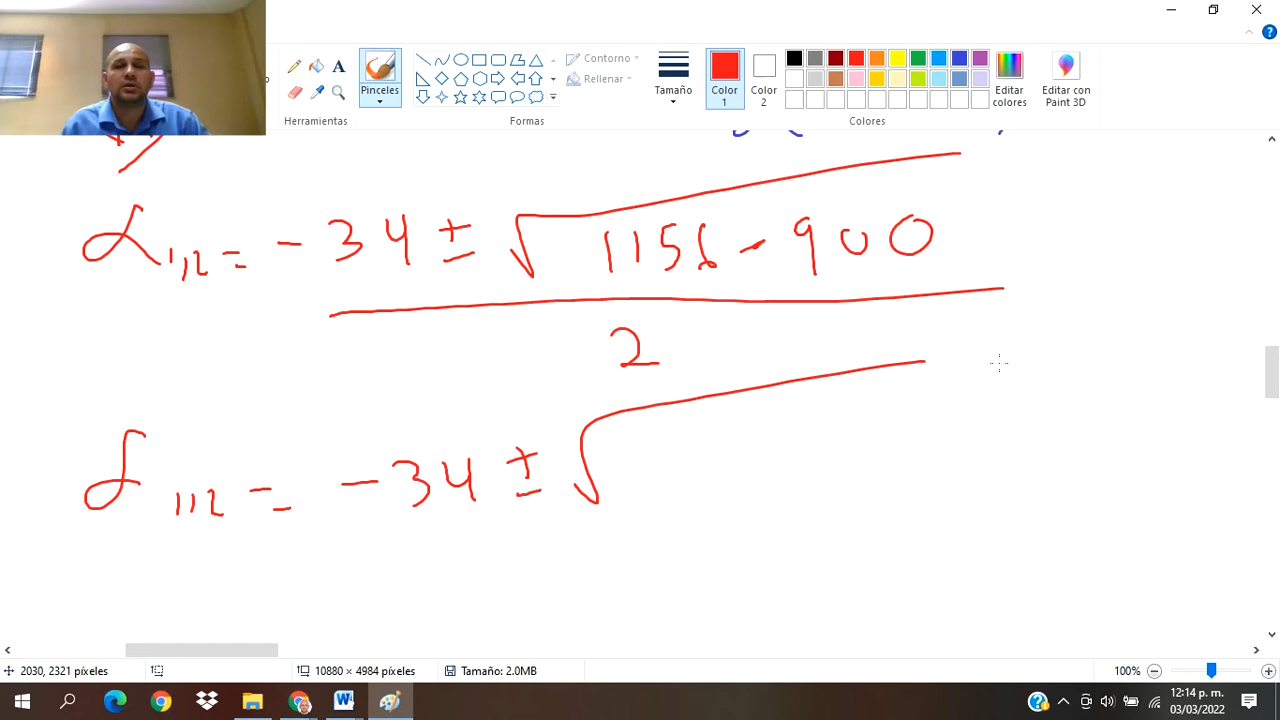 Contorno
Rellenar
Pinceles
Tamaño
Color 1
Color 2
Editar colores
Editar con Paint 3D
Herramientas
Formas
Colores
α₁,₂ = -34 ± √1156 - 900
2
α₁,₂ = -34 ± √
2030, 2321 píxeles
10880 × 4984 píxeles
Tamaño: 2.0MB
100%
12:14 p. m.
03/03/2022